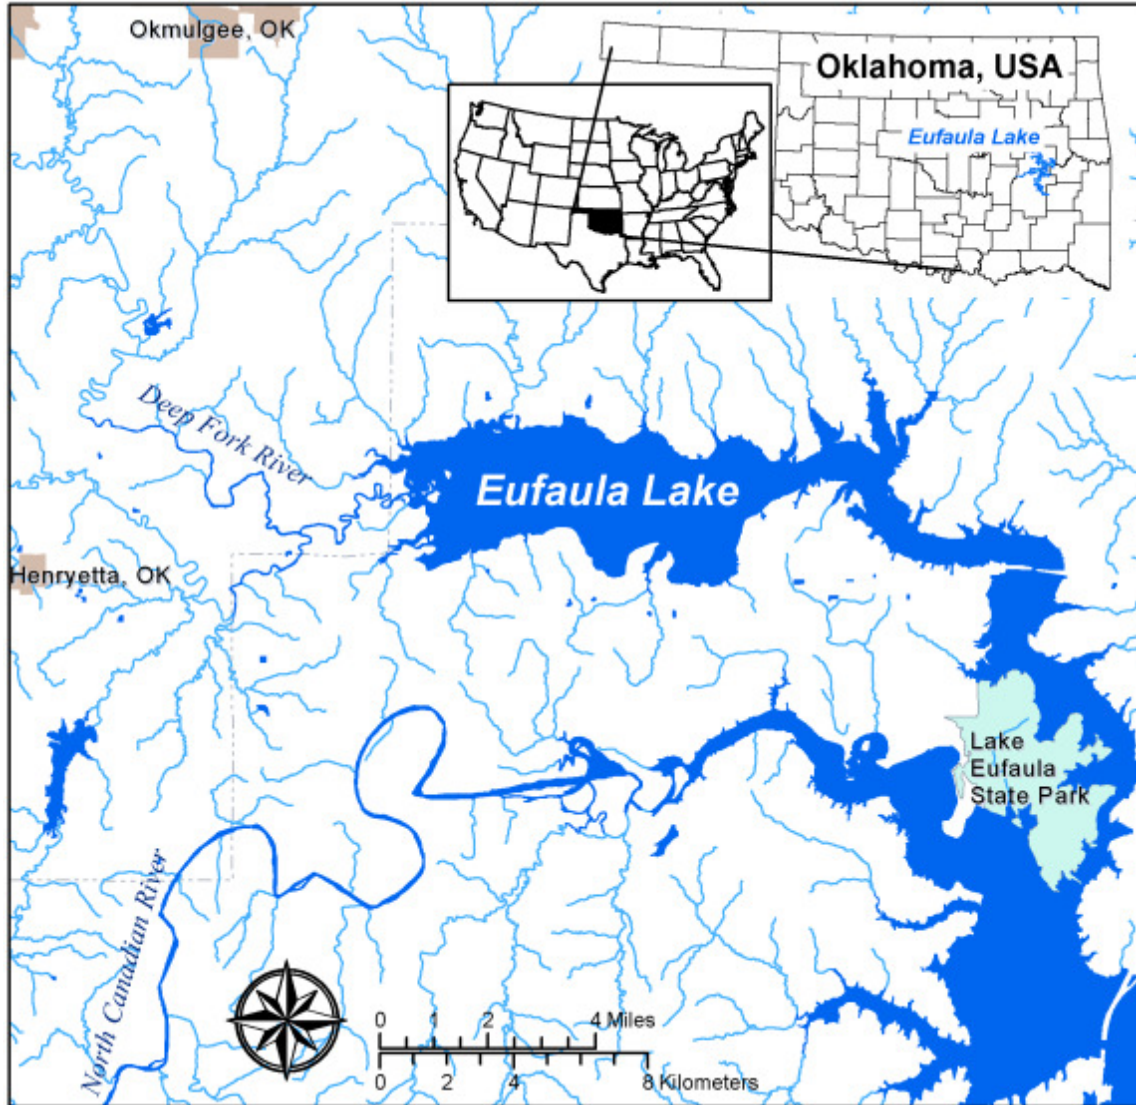 Okmulgee, OK
Oklahoma, USA
Eufaula Lake
Deep Fork River
Eufaula Lake
Henryetta, OK
Lake
Eufaula
State Park
North Canadian River
0 1 2 4 Miles
0 2 4 8 Kilometers